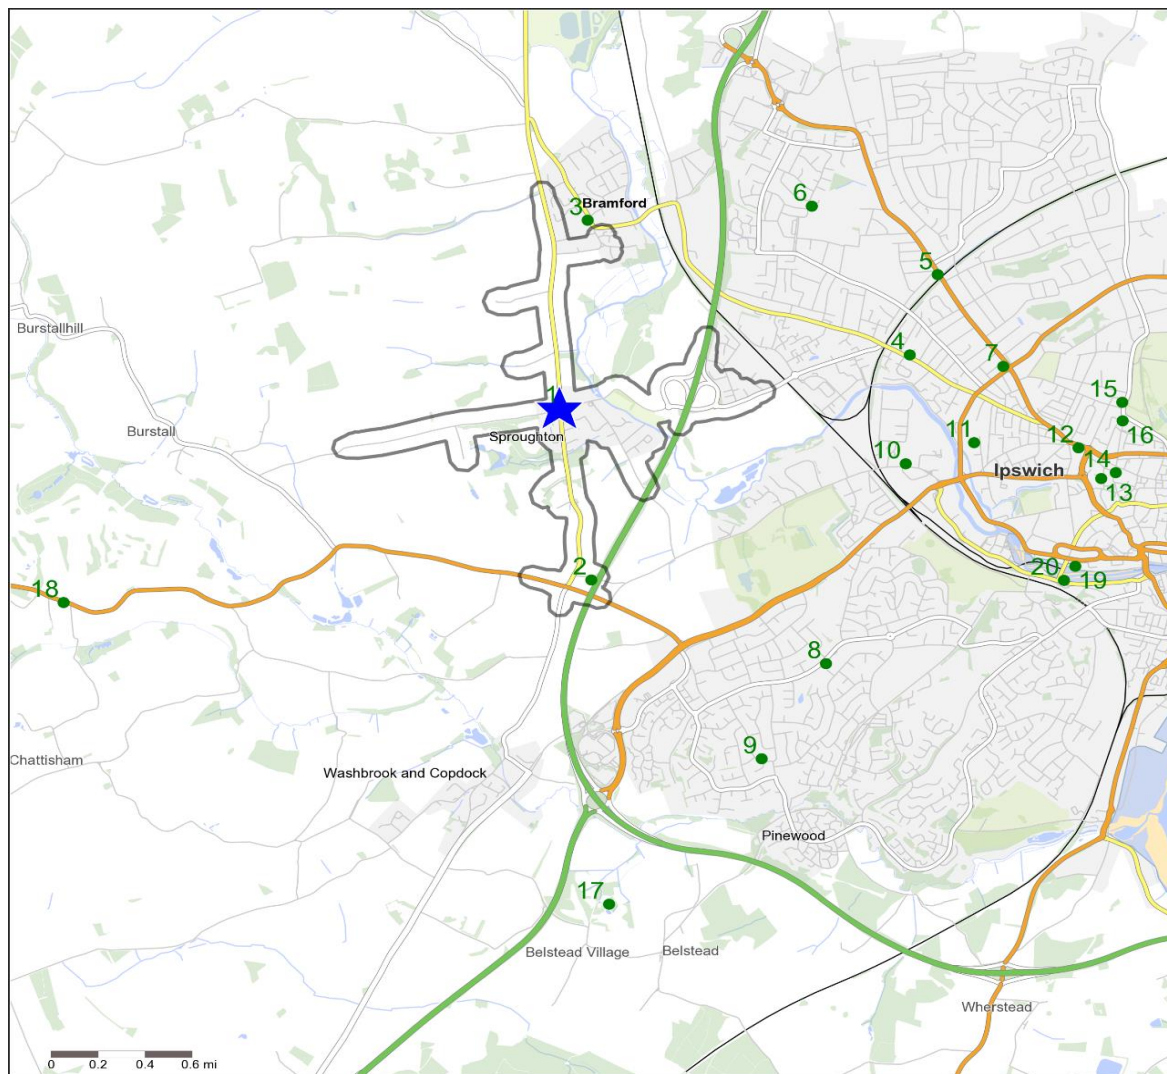 6
3
Bramford
5
Burstallhill
4
7
1
15
Burstall
Sproughton
11
12
16
10
Ipswich
14
13
2
18
20
19
8
9
Chattisham
Washbrook and Copdock
Pinewood
17
Belstead Village
Belstead
Wherstead
0 0.2 0.4 0.6 mi